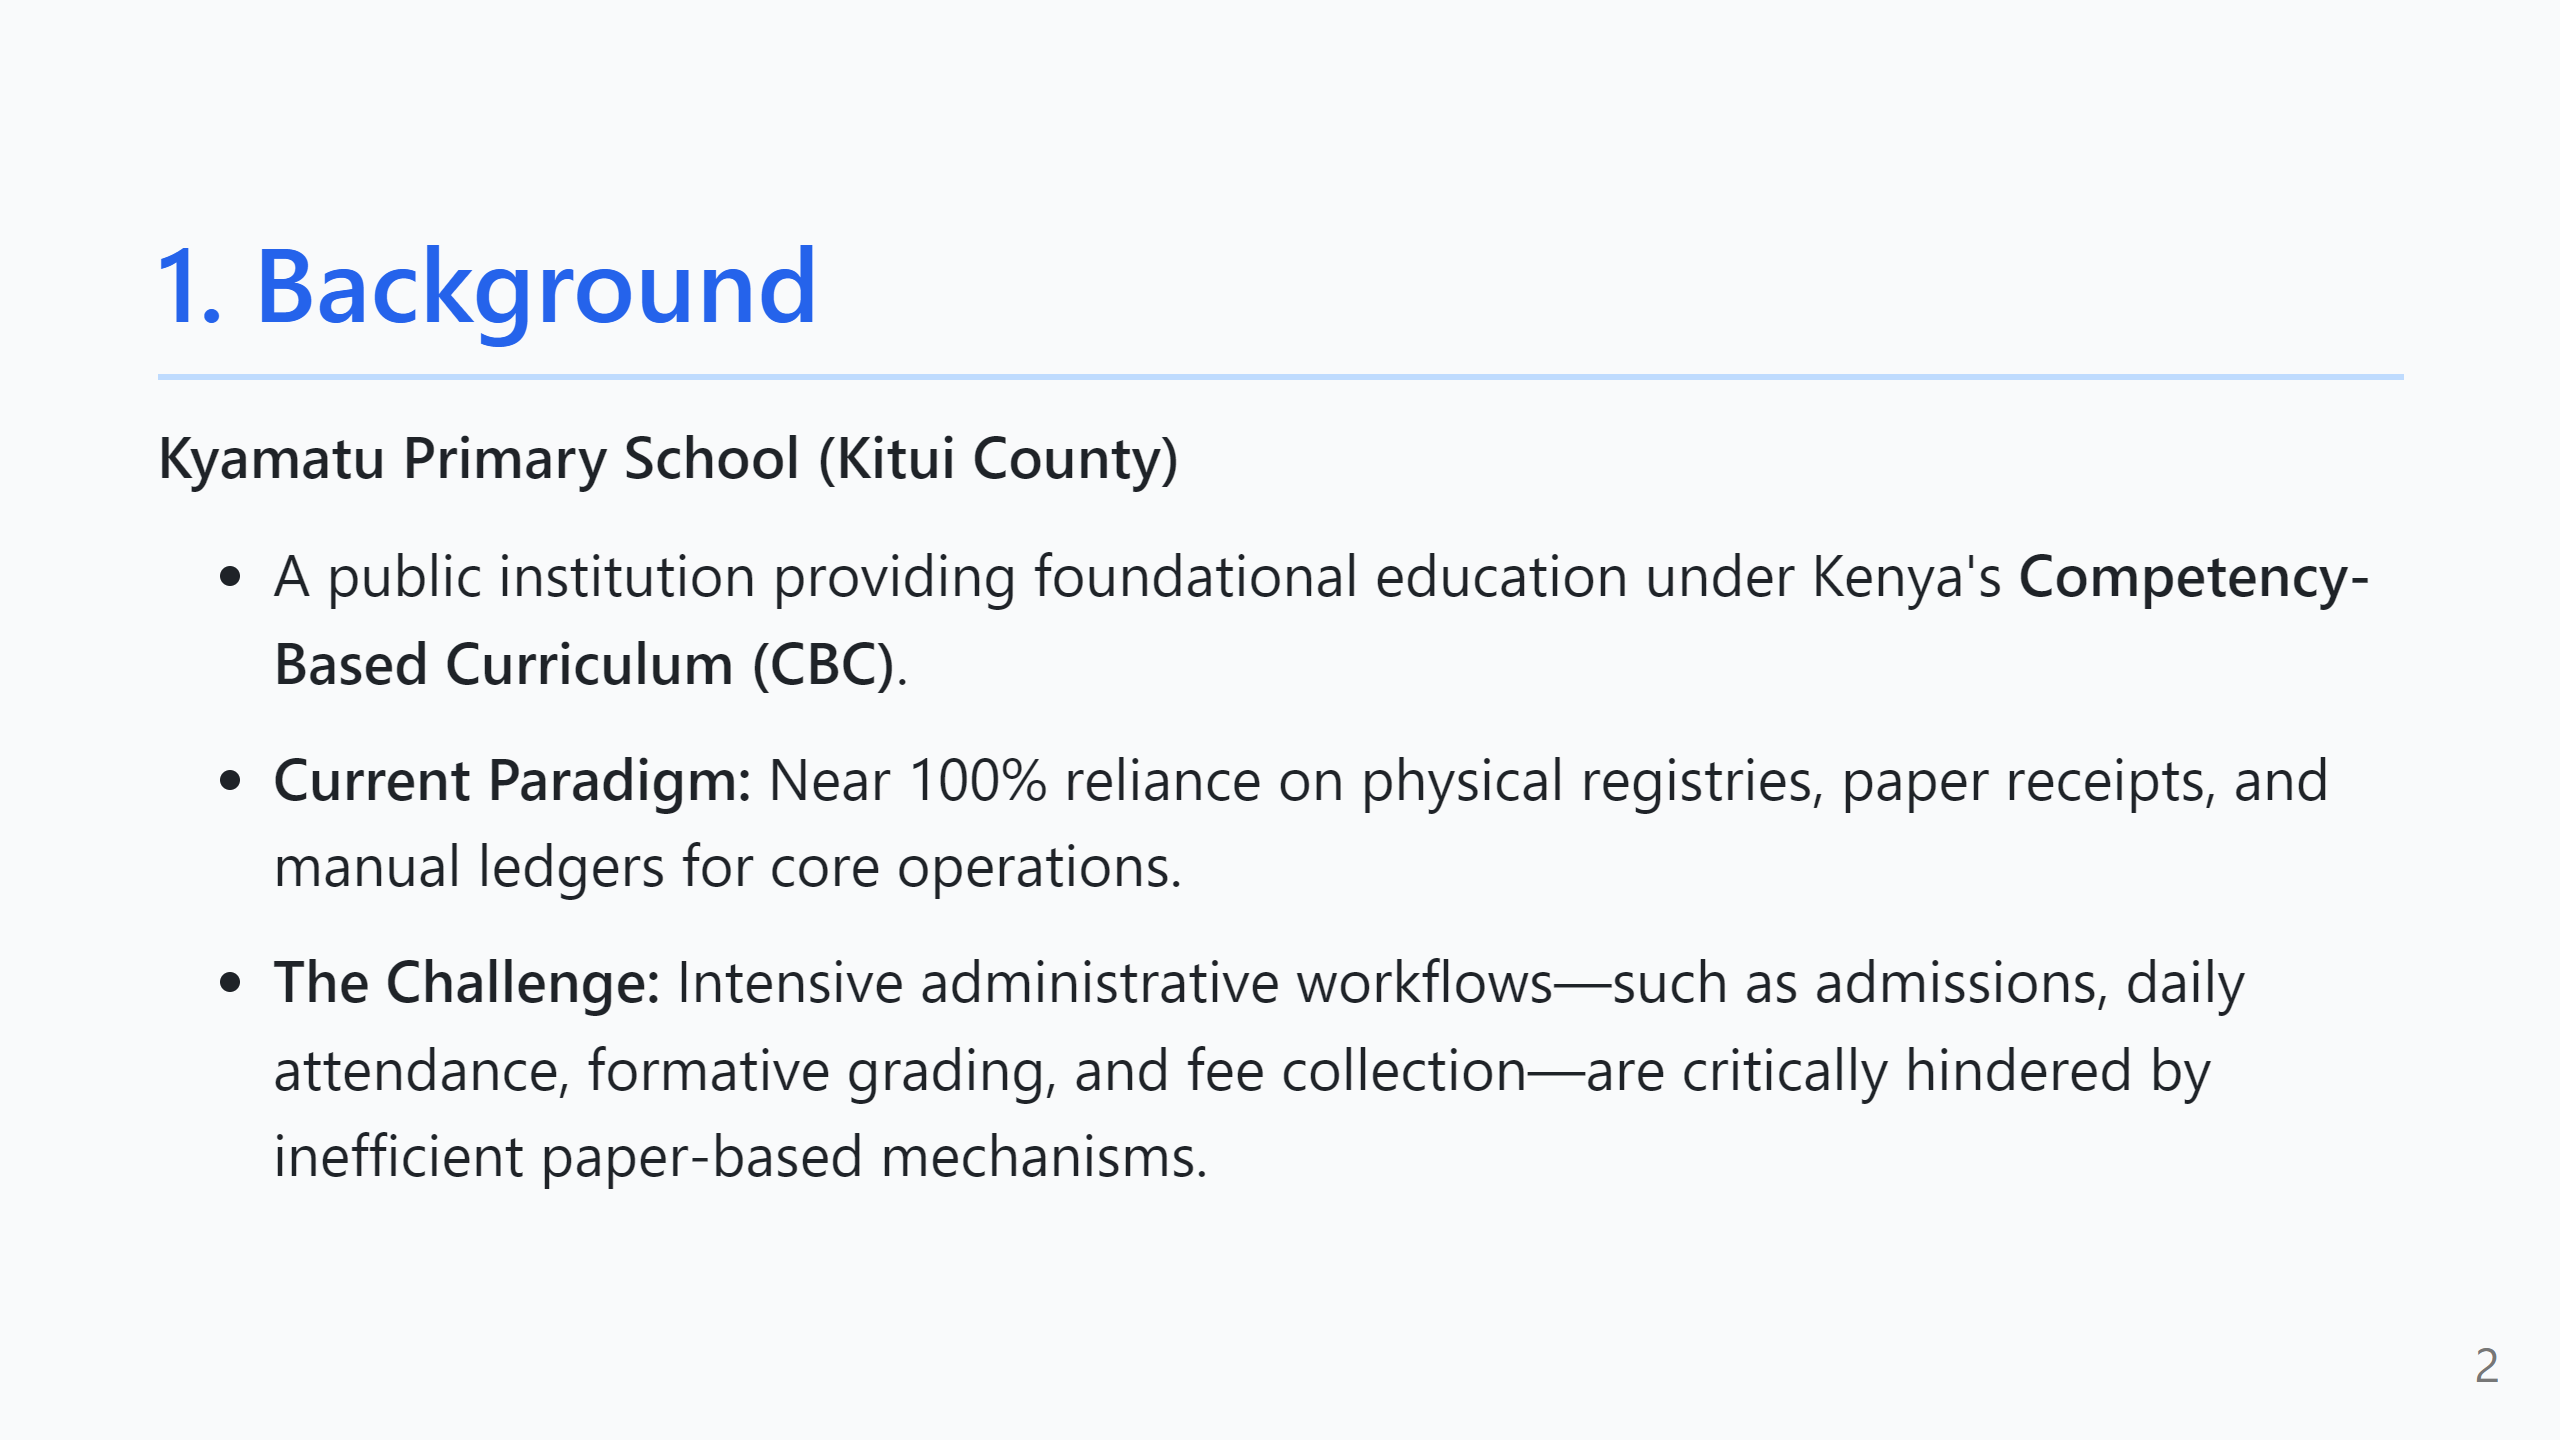 1. Background
Kyamatu Primary School (Kitui County)
• A public institution providing foundational education under Kenya's Competency-
Based Curriculum (CBC).
• Current Paradigm: Near 100% reliance on physical registries, paper receipts, and
manual ledgers for core operations.
• The Challenge: Intensive administrative workflows—such as admissions, daily
attendance, formative grading, and fee collection—are critically hindered by
inefficient paper-based mechanisms.
2